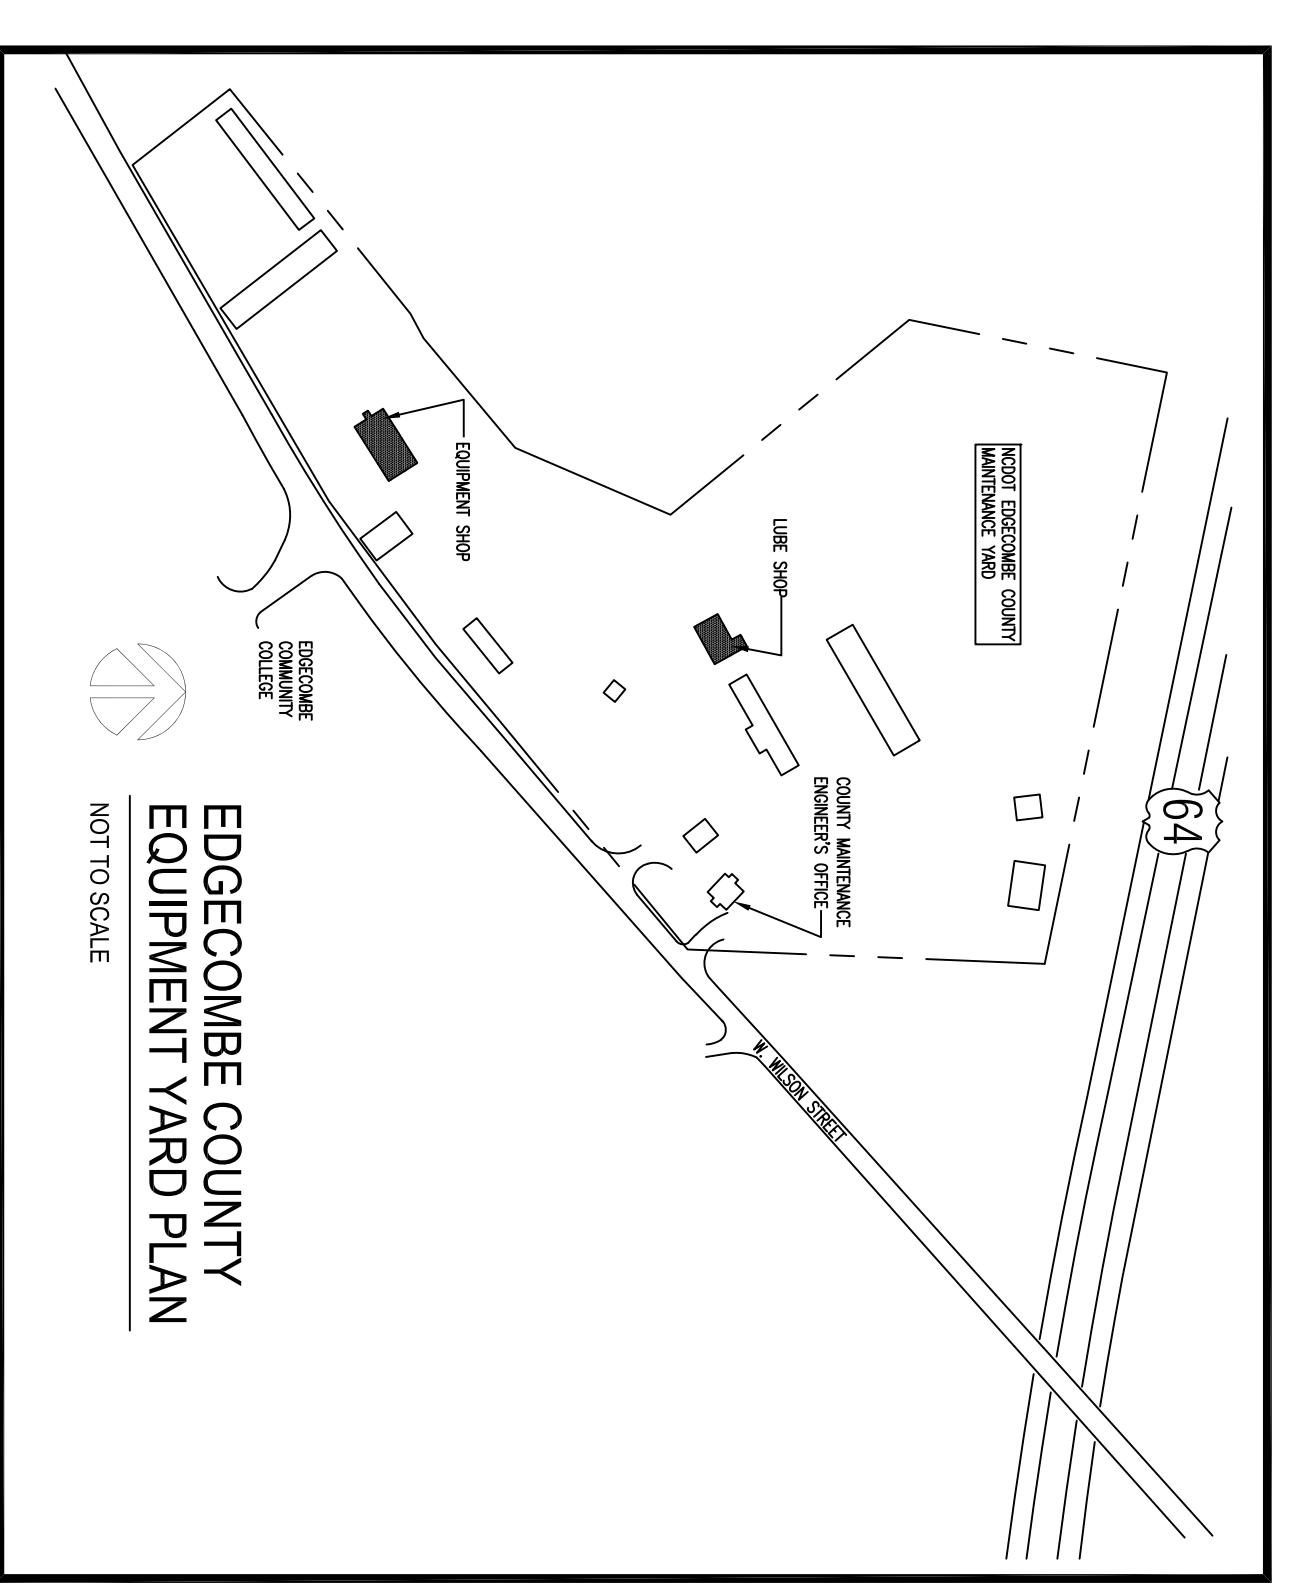 64
NCDOT EDGECOMBE COUNTY
MAINTENANCE YARD
COUNTY MAINTENANCE
ENGINEER'S OFFICE
LUBE SHOP
EQUIPMENT SHOP
W. WILSON STREET
EDGECOMBE
COMMUNITY
COLLEGE
EDGECOMBE COUNTY
EQUIPMENT YARD PLAN
NOT TO SCALE